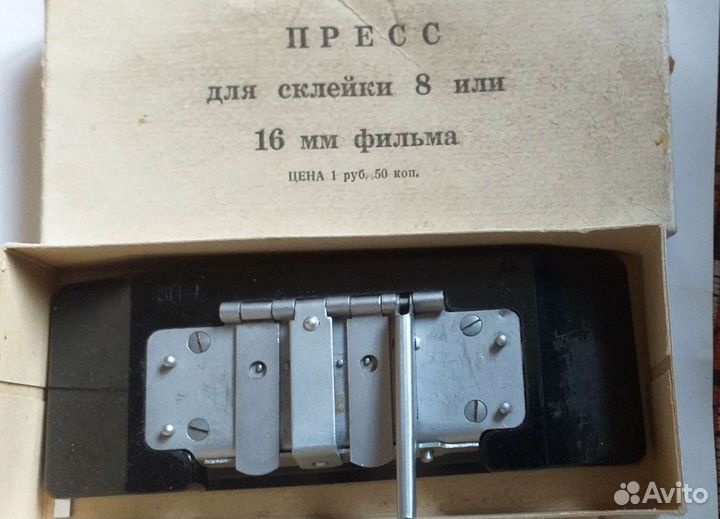 ПРЕСС
для склейки 8 или
16 мм фильма
ЦЕНА 1 руб. 50 коп.
Avito